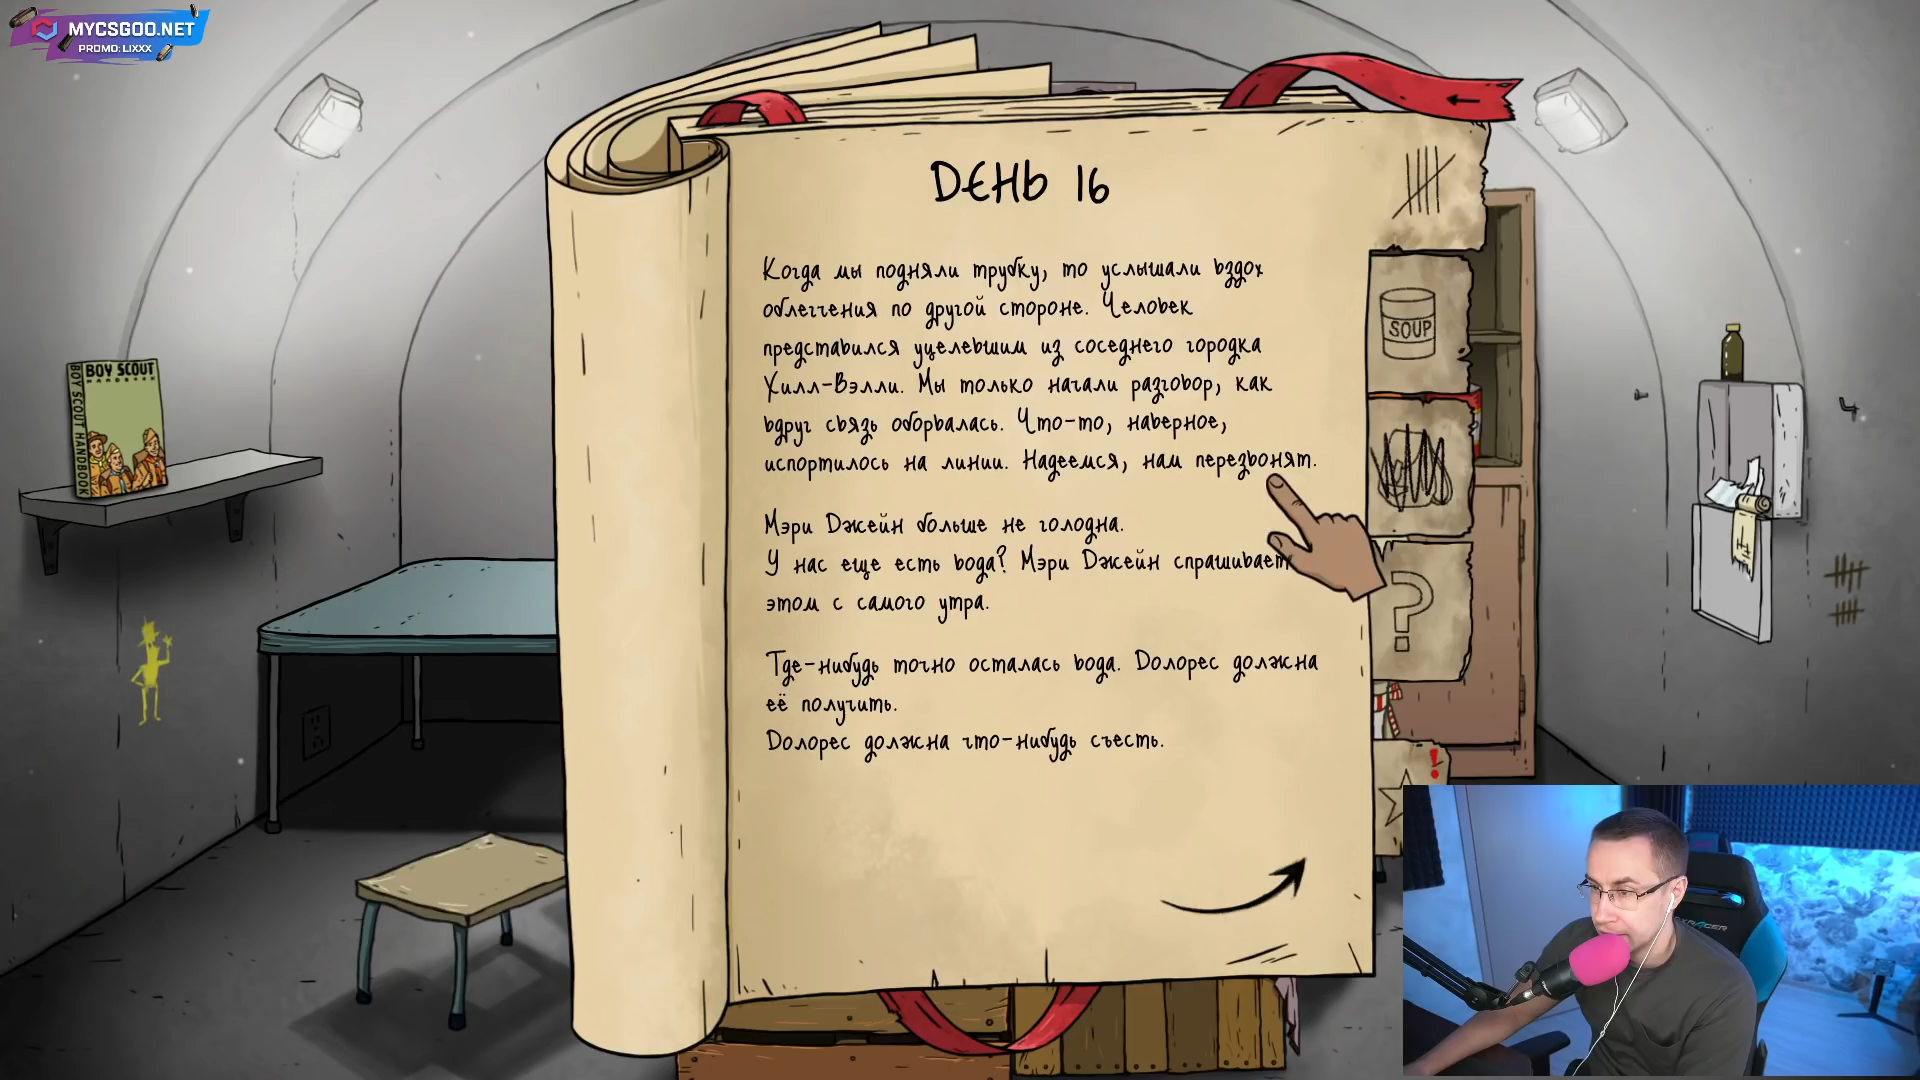 MYCSGOO.NET
PROMO: LIXXX
BOY SCOUT
HANDBOOK
BOY SCOUT HANDBOOK
ДЕНЬ 16
Когда мы подняли трубку, то услышали вздох
облегчения по другой стороне. Человек
представился уцелевшим из соседнего городка
Хилл-Вэлли. Мы только начали разговор, как
вдруг связь оборвалась. Что-то, наверное,
испортилось на линии. Надеемся, нам перезвонят.
Мэри Джейн больше не голодна.
У нас еще есть вода? Мэри Джейн спрашивает
этом с самого утра.
Где-нибудь точно осталась вода. Долорес должна
её получить.
Долорес должна что-нибудь съесть.
SOUP
?
!